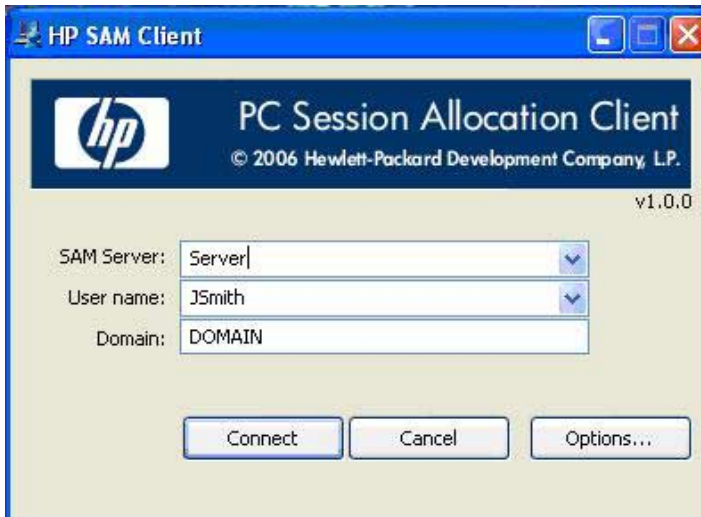 HP SAM Client
hp
PC Session Allocation Client
© 2006 Hewlett-Packard Development Company, L.P.
v1.0.0
SAM Server: Server
User name: JSmith
Domain: DOMAIN
Connect Cancel Options...